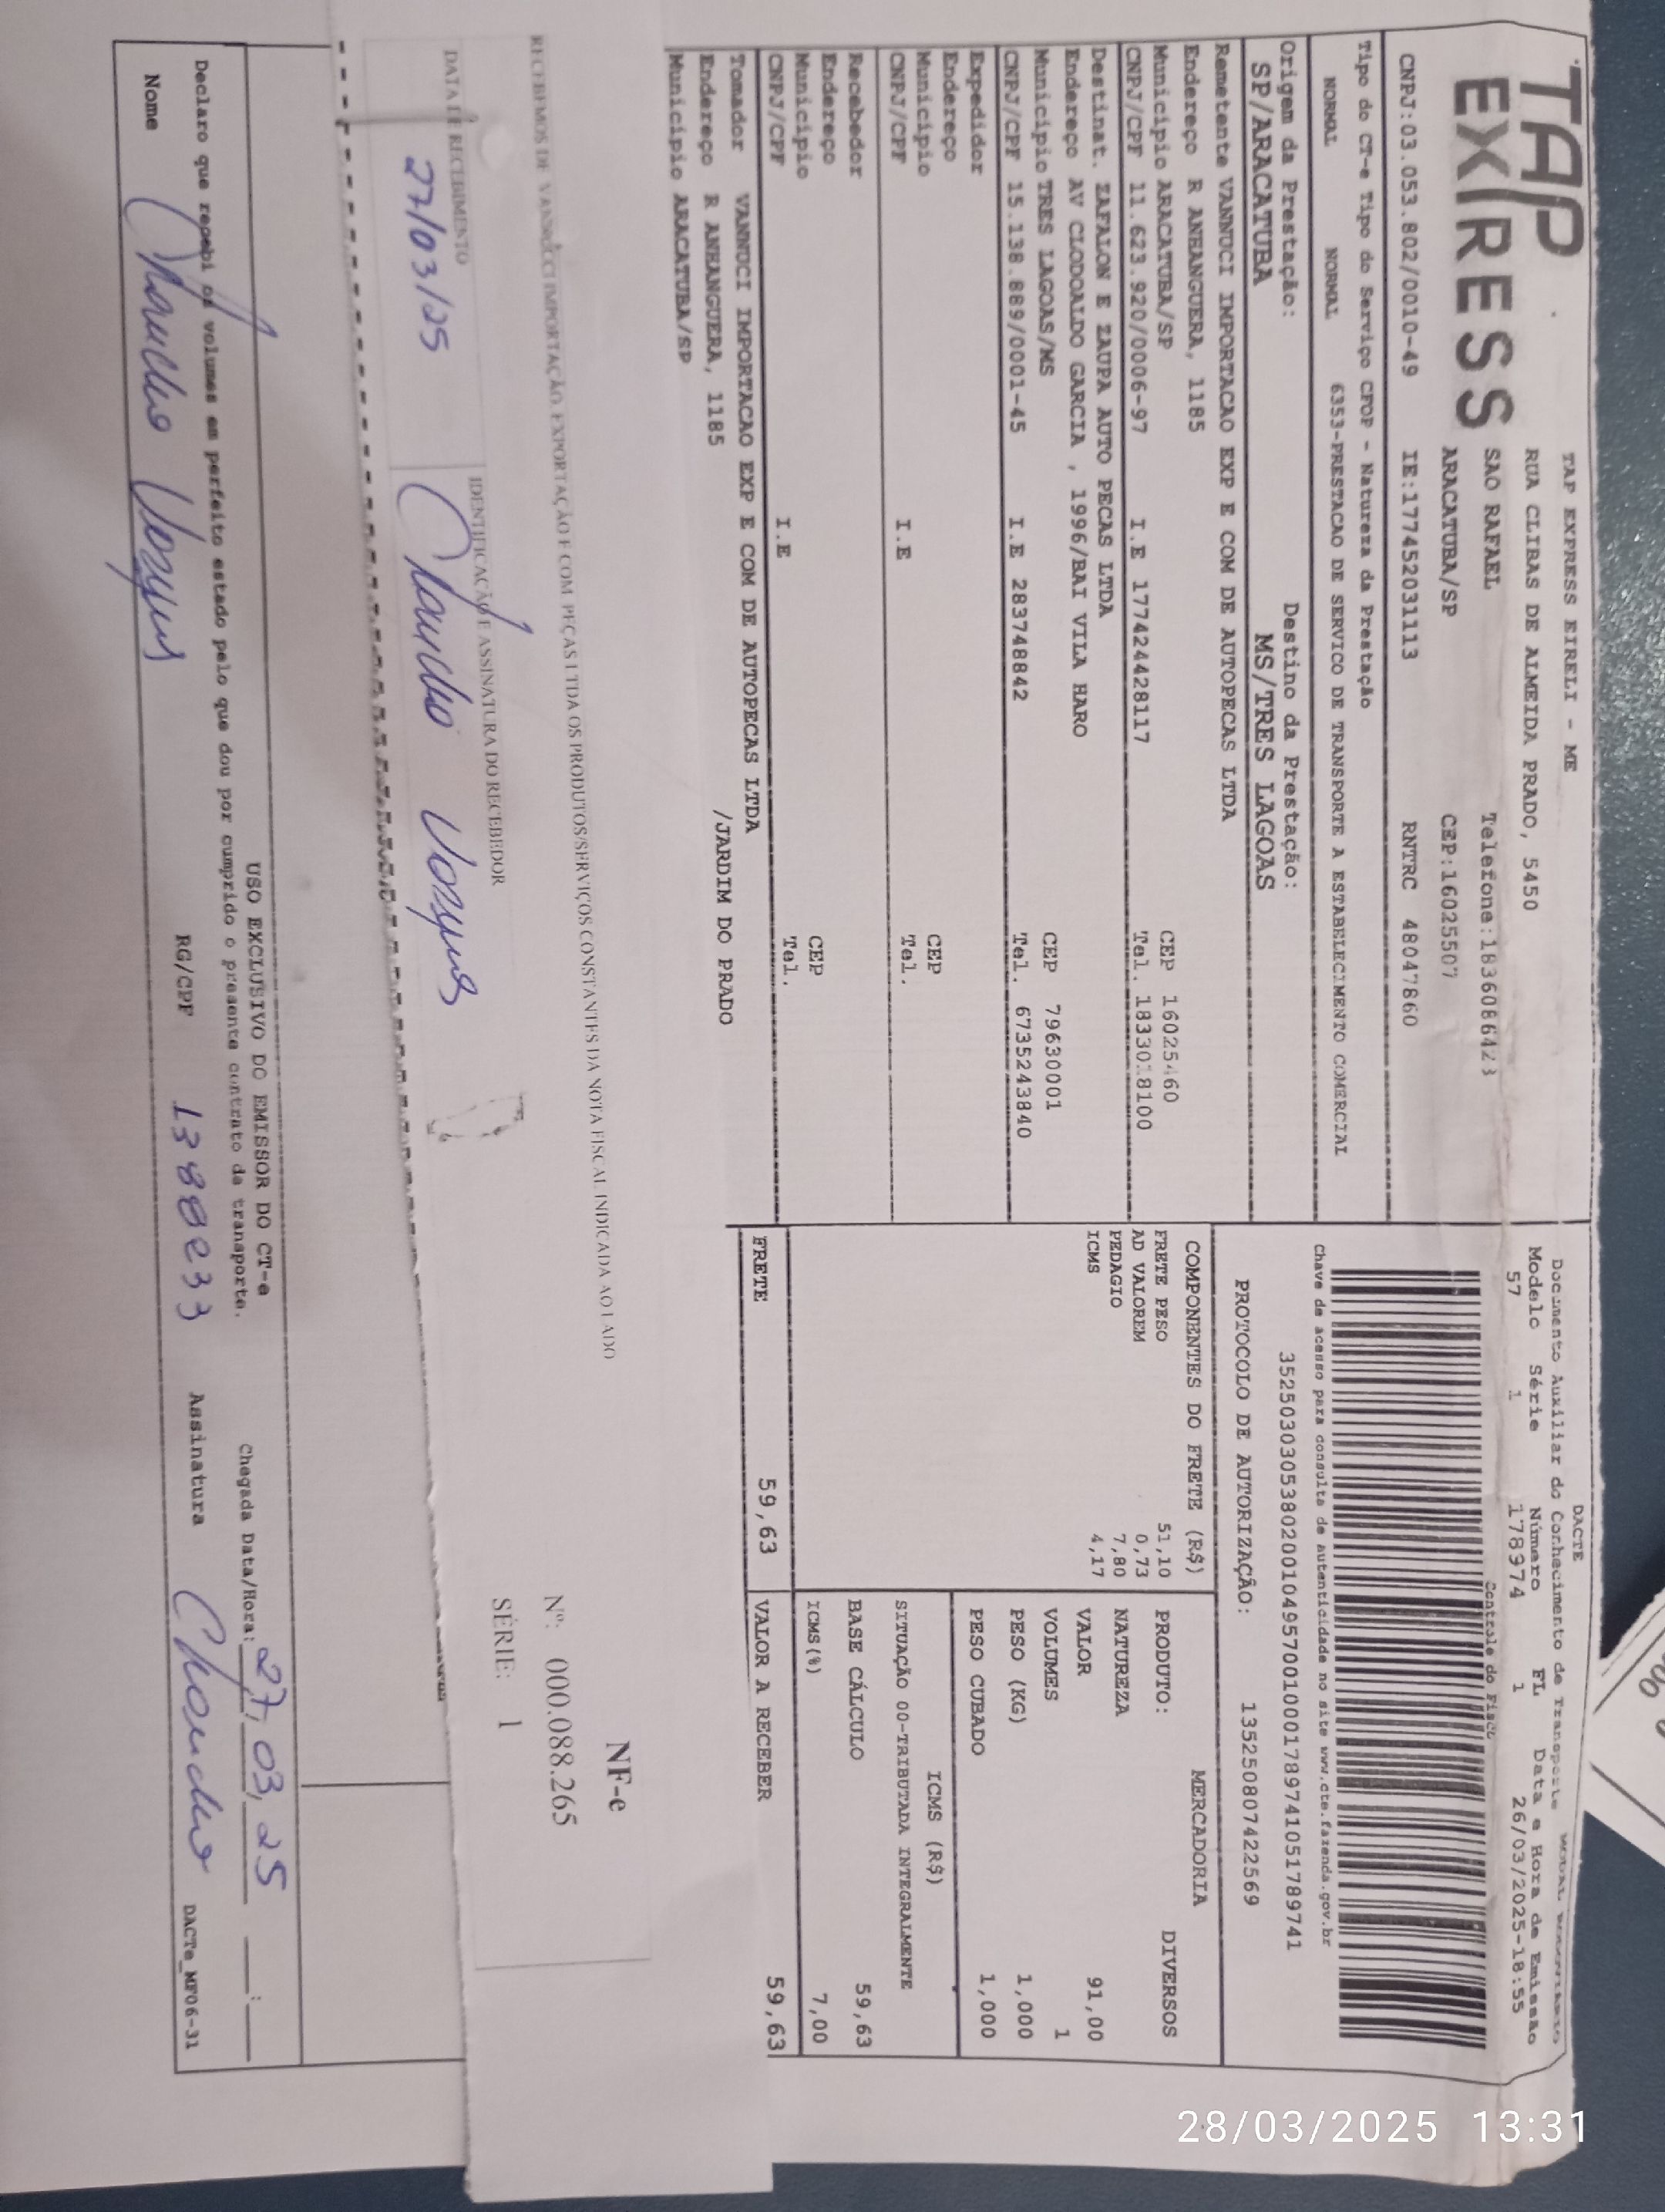 TAP
EXPRESS
TAP EXPRESS EIRELI - ME
RUA CLIBAS DE ALMEIDA PRADO, 5450
SAO RAFAEL Telefone:1836086423
ARACATUBA/SP CEP:16025507
CNPJ:03.053.802/0010-49 IE:177452031113 RNTRC 48047860
Tipo do CT-e Tipo do Serviço CFOP - Natureza da Prestação
NORMAL NORMAL 6353-PRESTACAO DE SERVICO DE TRANSPORTE A ESTABELECIMENTO COMERCIAL
Origem da Prestação: Destino da Prestação:
SP/ARACATUBA MS/TRES LAGOAS
Remetente VANNUCI IMPORTACAO EXP E COM DE AUTOPECAS LTDA
Endereço R ANHANGUERA, 1185
Municipio ARACATUBA/SP CEP 16025460
CNPJ/CPF 11.623.920/0006-97 I.E 177424428117 Tel. 1833018100
Destinat. ZAFALON E ZAUPA AUTO PECAS LTDA
Endereço AV CLODOALDO GARCIA , 1996/BAI VILA HARO
Municipio TRES LAGOAS/MS CEP 79630001
CNPJ/CPF 15.138.889/0001-45 I.E 283748842 Tel. 6735243840
Expedidor
Endereço
Municipio CEP
CNPJ/CPF I.E Tel.
Recebedor
Endereço
Municipio CEP
CNPJ/CPF I.E Tel.
Tomador VANNUCI IMPORTACAO EXP E COM DE AUTOPECAS LTDA
Endereço R ANHANGUERA, 1185 /JARDIM DO PRADO
Municipio ARACATUBA/SP
DACTE
Documento Auxiliar do Conhecimento de Transporte
Modelo Série Número FL Data e Hora de Emissão
57 1 178974 1 26/03/2025-18:55
Controle do Fisco
Chave de acesso para consulta de autenticidade no site www.cte.fazenda.gov.br
35250303053802001049570010001789741051789741
PROTOCOLO DE AUTORIZAÇÃO: 135250807422569
COMPONENTES DO FRETE (R$)
FRETE PESO 51,10
AD VALOREM 0,73
PEDAGIO 7,80
ICMS 4,17
MERCADORIA
PRODUTO: DIVERSOS
NATUREZA
VALOR 91,00
VOLUMES 1
PESO (KG) 1,000
PESO CUBADO 1,000
ICMS (R$)
SITUAÇÃO 00-TRIBUTADA INTEGRALMENTE
BASE CÁLCULO 59,63
ICMS(%) 7,00
FRETE 59,63 VALOR A RECEBER 59,63
RECEBEMOS DE VANNUCCI IMPORTAÇÃO, EXPORTAÇÃO E COM PEÇAS LTDA OS PRODUTOS/SERVIÇOS CONSTANTES DA NOTA FISCAL INDICADA AO LADO
NF-e
Nº: 000.088.265
SÉRIE: 1
DATA DE RECEBIMENTO IDENTIFICAÇÃO E ASSINATURA DO RECEBEDOR
27/03/25
USO EXCLUSIVO DO EMISSOR DO CT-e
Declaro que recebi os volumes em perfeito estado pelo que dou por cumprido o presente contrato de transporte.
Chegada Data/Hora: 27, 03, 25 __:__
Nome RG/CPF Assinatura
DACTe_MF06-31
28/03/2025 13:31